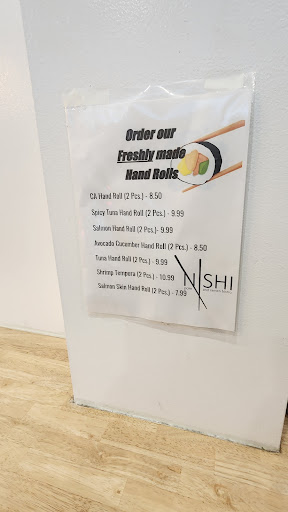 Order our
Freshly made
Hand Rolls
CA Hand Roll (2 Pcs.) - 8.50
Spicy Tuna Hand Roll (2 Pcs.) - 9.99
Salmon Hand Roll (2 Pcs.)- 9.99
Avocado Cucumber Hand Roll (2 Pcs.) - 8.50
Tuna Hand Roll (2 Pcs.) - 9.99
Shrimp Tempora (2 Pcs.) - 10.99
Salmon Skin Hand Roll (2 Pcs.) - 7.99
NISHI